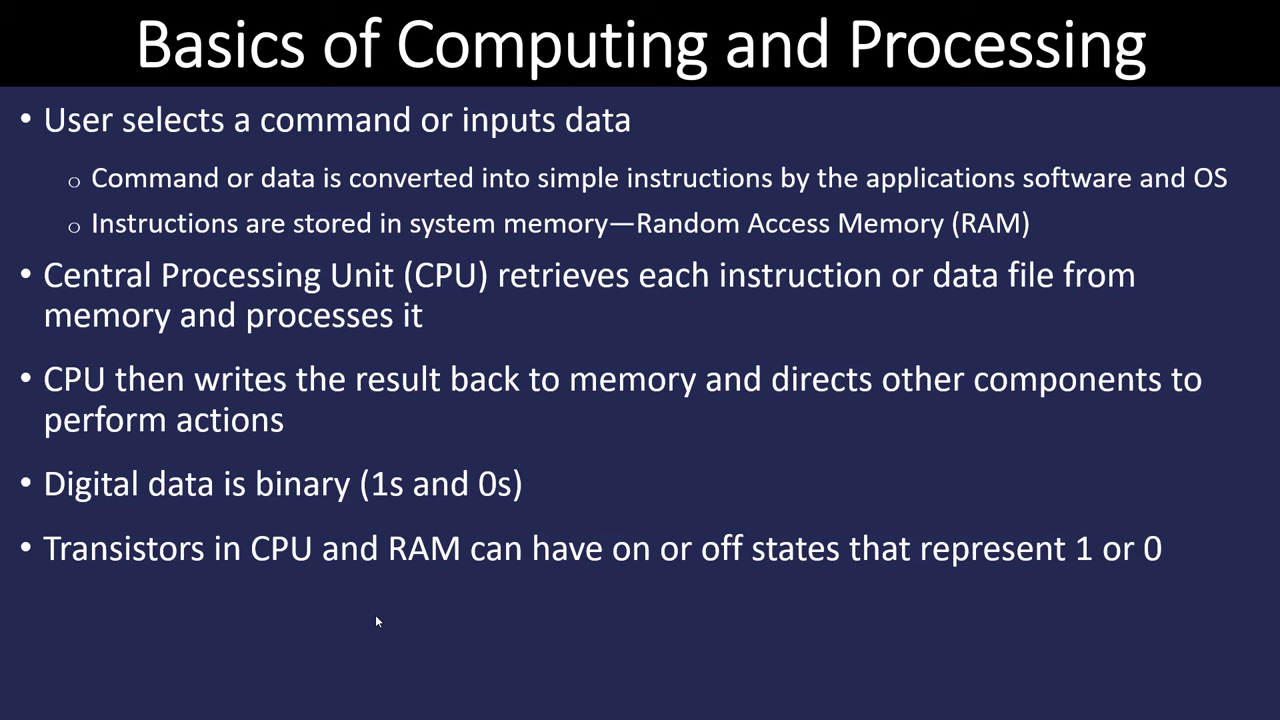 Basics of Computing and Processing
• User selects a command or inputs data
o Command or data is converted into simple instructions by the applications software and OS
o Instructions are stored in system memory—Random Access Memory (RAM)
• Central Processing Unit (CPU) retrieves each instruction or data file from
memory and processes it
• CPU then writes the result back to memory and directs other components to
perform actions
• Digital data is binary (1s and 0s)
• Transistors in CPU and RAM can have on or off states that represent 1 or 0